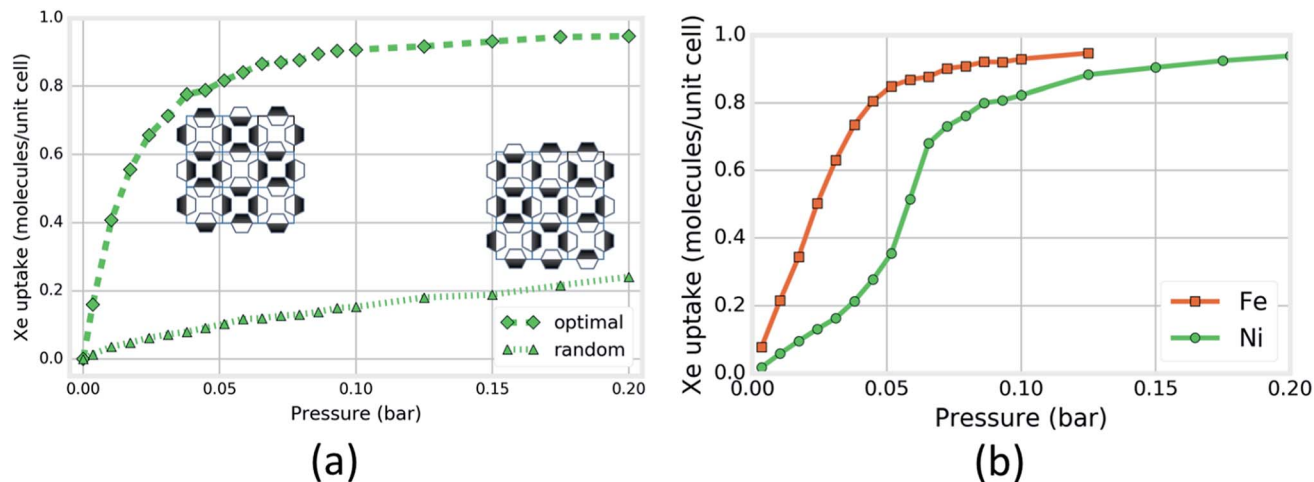 1.0
0.8
0.6
0.4
0.2
0.0
Xe uptake (molecules/unit cell)
optimal
random
0.00 0.05 0.10 0.15 0.20
Pressure (bar)
(a)
1.0
0.8
0.6
0.4
0.2
0.0
Xe uptake (molecules/unit cell)
Fe
Ni
0.00 0.05 0.10 0.15 0.20
Pressure (bar)
(b)